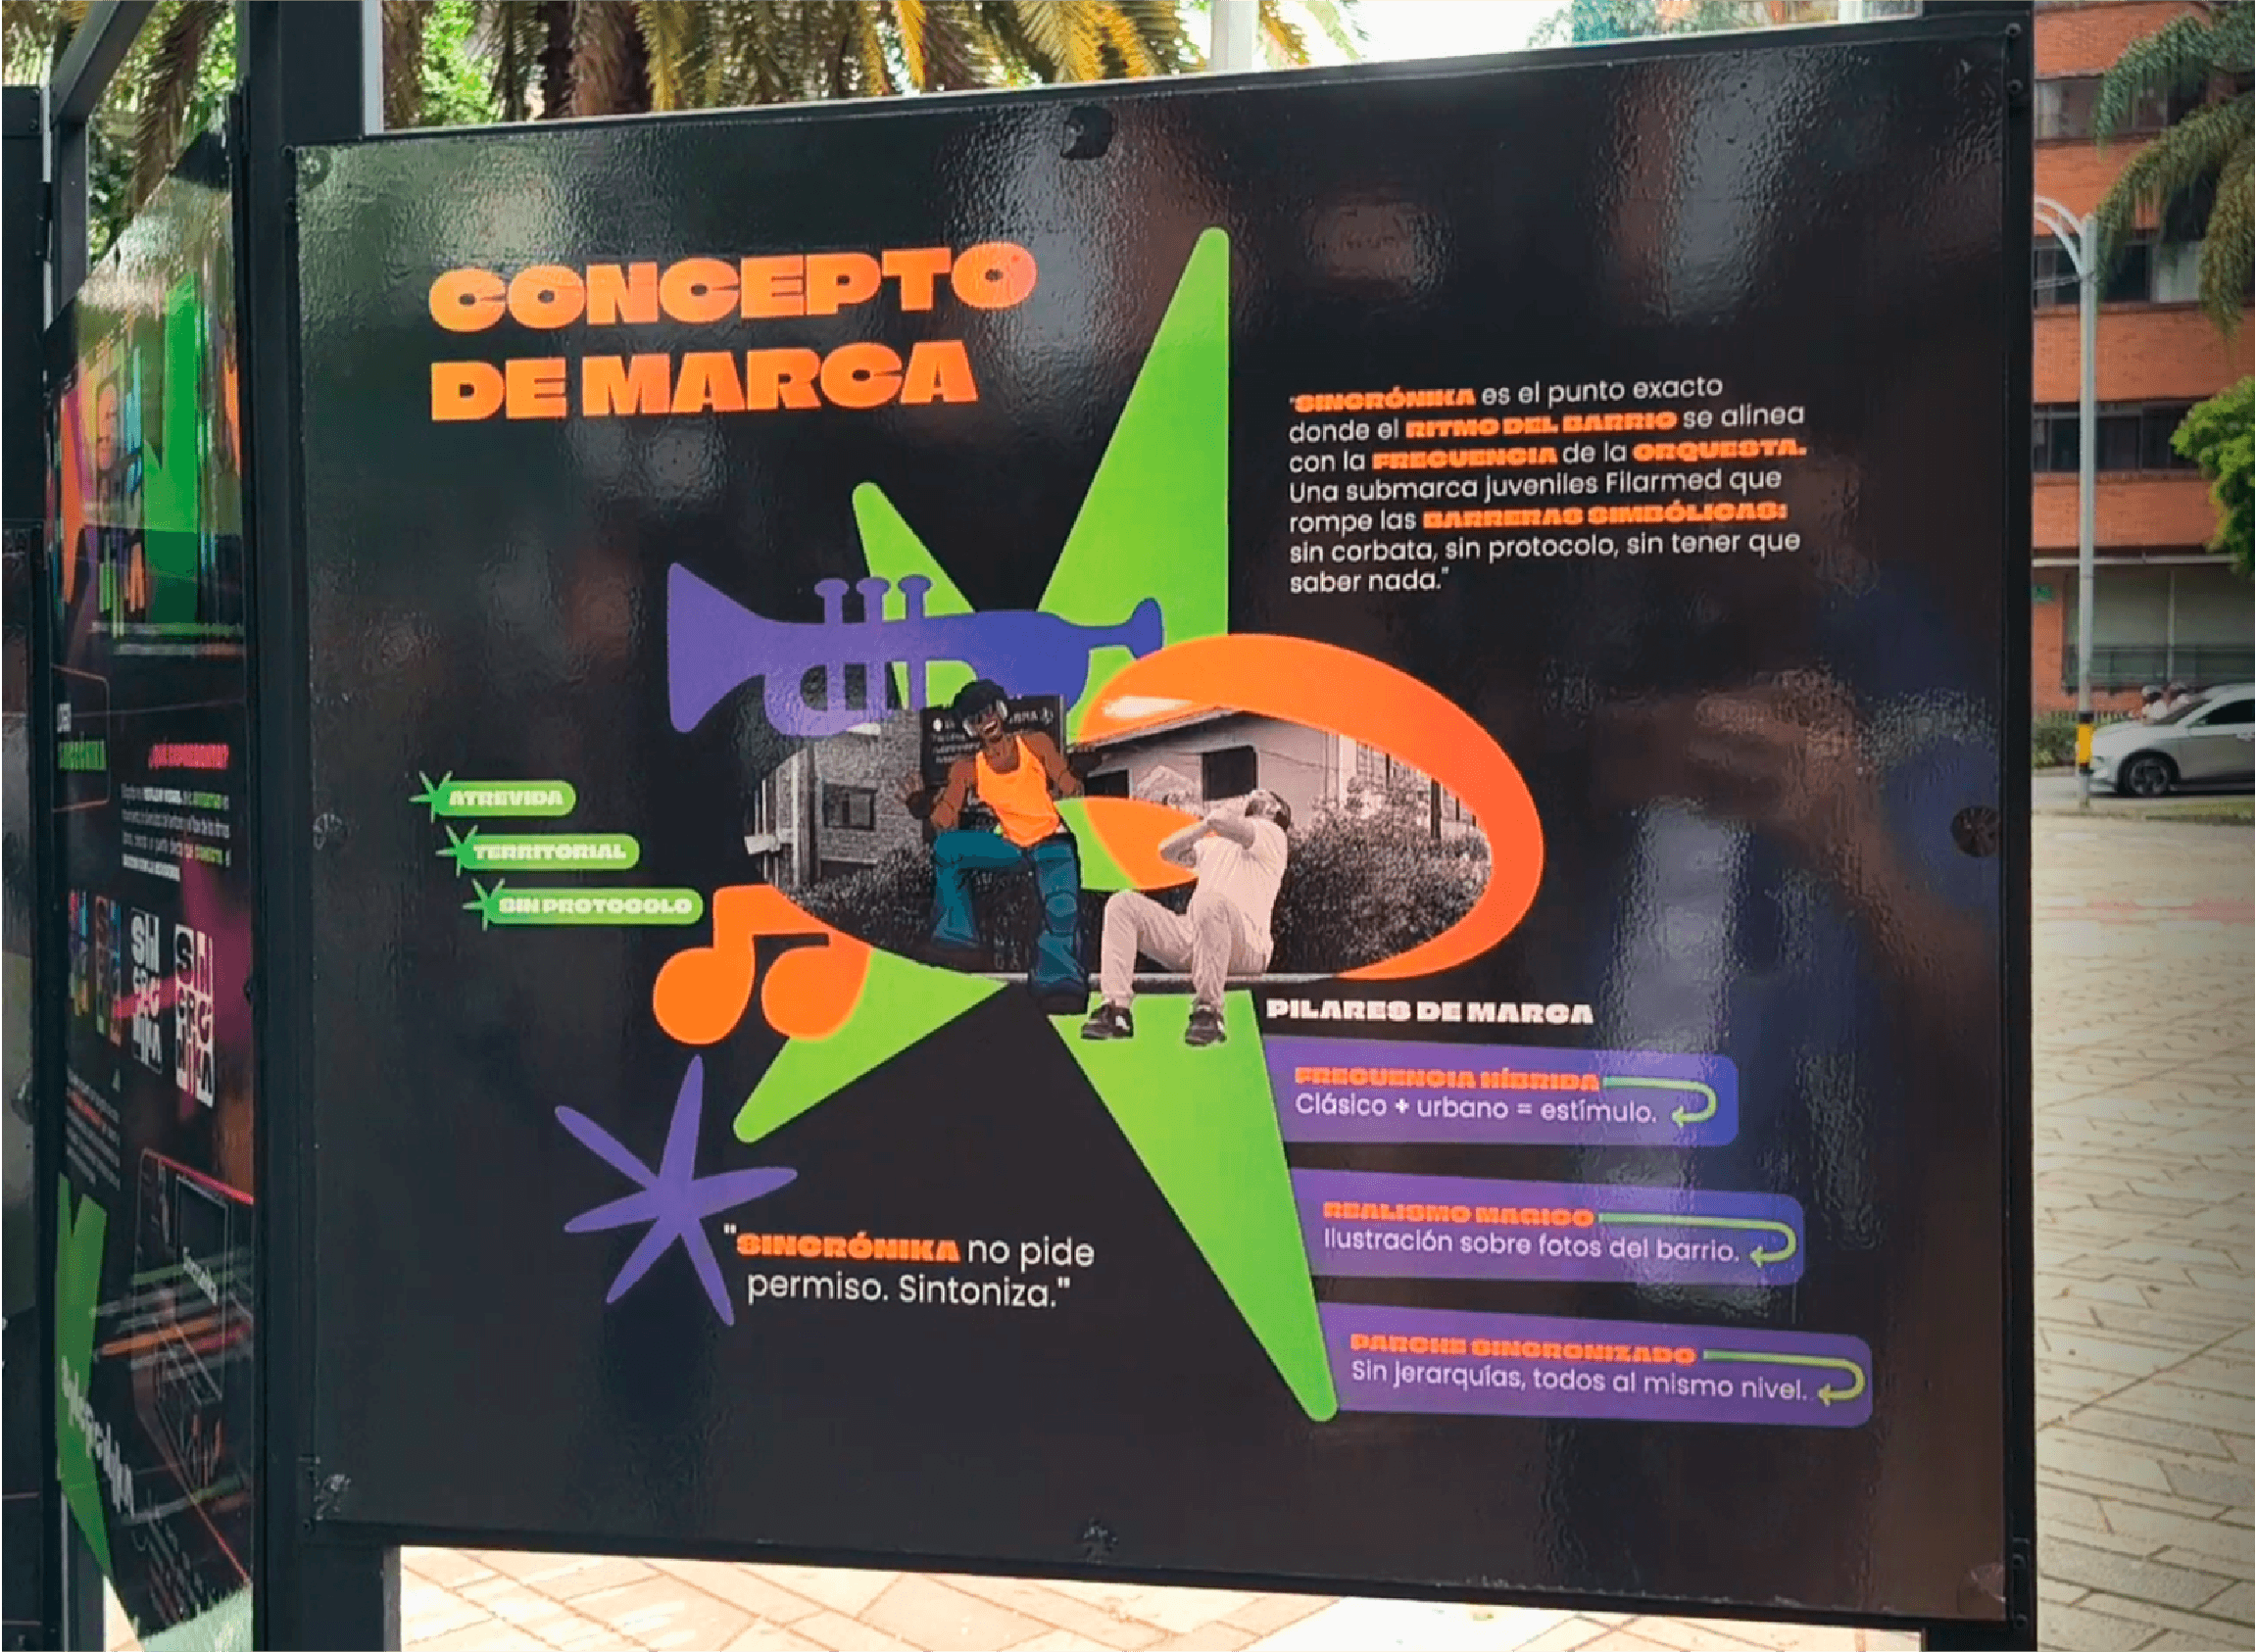 CONCEPTO
DE MARCA
"SINCRÓNIKA es el punto exacto
donde el RITMO DEL BARRIO se alinea
con la FRECUENCIA de la ORQUESTA.
Una submarca juveniles Filarmed que
rompe las BARRERAS SIMBÓLICAS:
sin corbata, sin protocolo, sin tener que
saber nada."
ATREVIDA
TERRITORIAL
SIN PROTOCOLO
PILARES DE MARCA
FRECUENCIA HÍBRIDA
Clásico + urbano = estímulo.
REALISMO MAGICO
Ilustración sobre fotos del barrio.
PARCHE SINCRONIZADO
Sin jerarquías, todos al mismo nivel.
"SINCRÓNIKA no pide
permiso. Sintoniza."